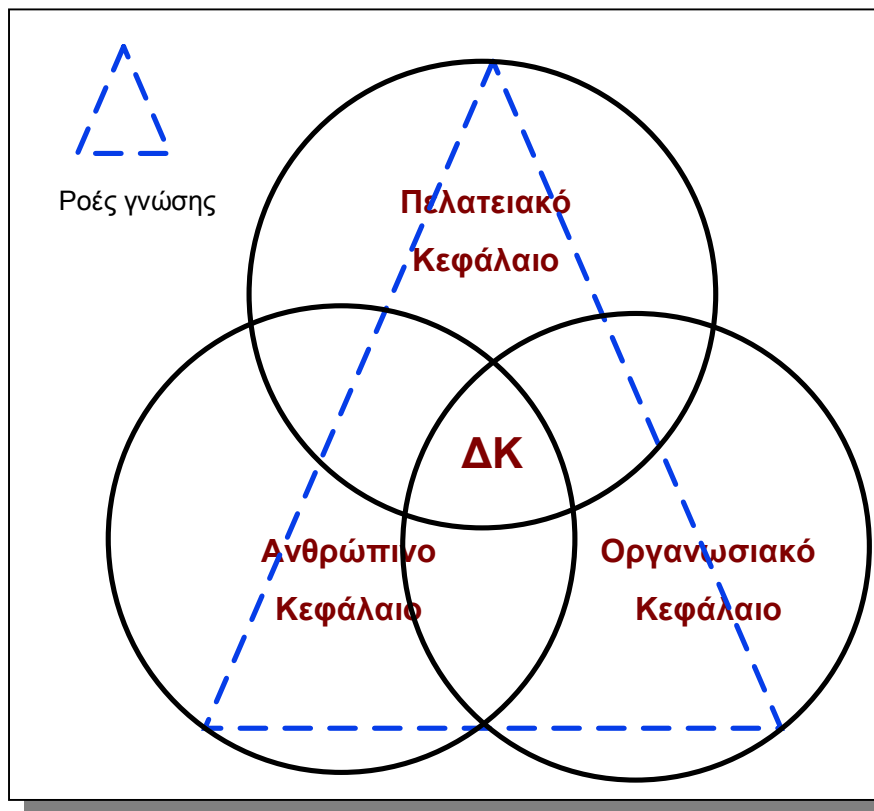 Ροές γνώσης
Πελατειακό
Κεφάλαιο
ΔΚ
Ανθρώπινο
Κεφάλαιο
Οργανωσιακό
Κεφάλαιο